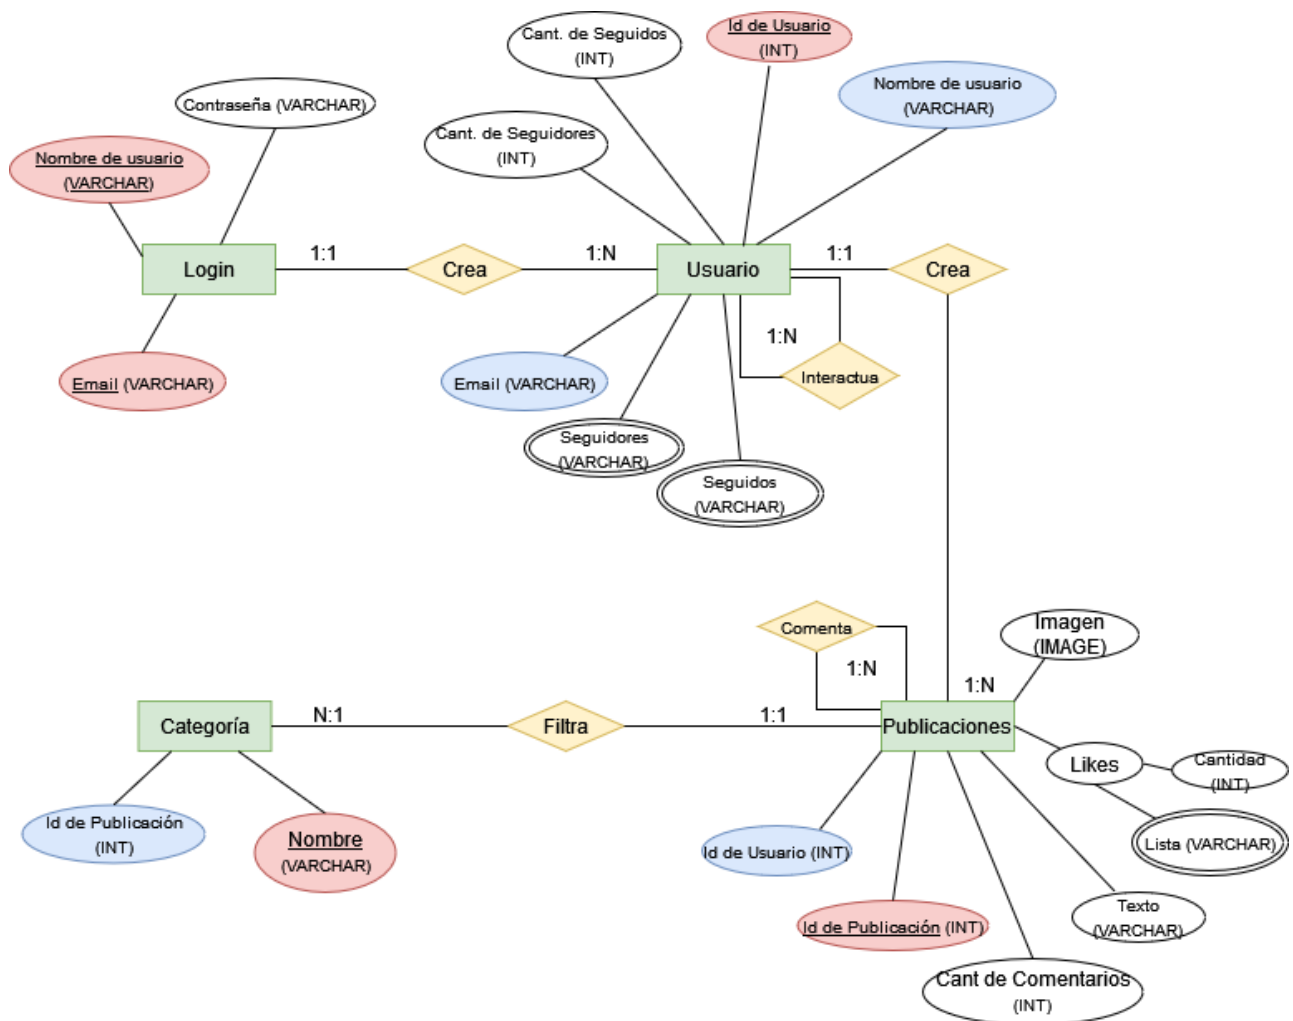 Cant. de Seguidos
(INT)
Id de Usuario
(INT)
Nombre de usuario
(VARCHAR)
Contraseña (VARCHAR)
Cant. de Seguidores
(INT)
Nombre de usuario
(VARCHAR)
Login
1:1
Crea
1:N
Usuario
1:1
Crea
1:N
Interactua
Email (VARCHAR)
Email (VARCHAR)
Seguidores
(VARCHAR)
Seguidos
(VARCHAR)
Comenta
1:N
Imagen
(IMAGE)
1:N
Categoría
N:1
Filtra
1:1
Publicaciones
Likes
Cantidad
(INT)
Lista (VARCHAR)
Id de Publicación
(INT)
Nombre
(VARCHAR)
Id de Usuario (INT)
Id de Publicación (INT)
Texto
(VARCHAR)
Cant de Comentarios
(INT)